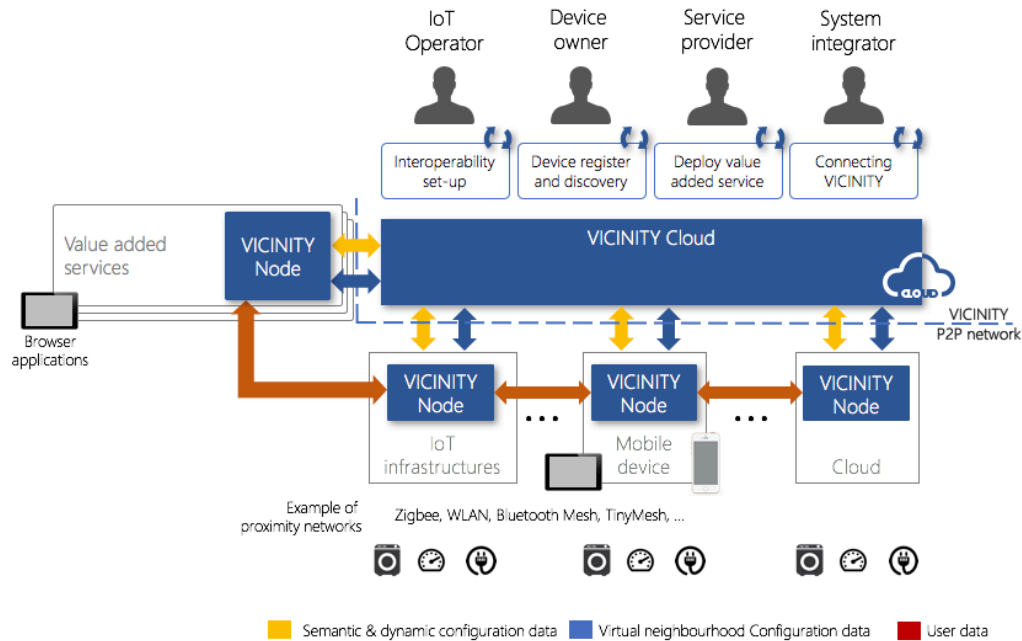 IoT
Operator
Device
owner
Service
provider
System
integrator
Interoperability
set-up
Device register
and discovery
Deploy value
added service
Connecting
VICINITY
Value added
services
VICINITY
Node
VICINITY Cloud
CLOUD
Browser
applications
VICINITY
P2P network
VICINITY
Node
VICINITY
Node
VICINITY
Node
...
...
IoT
infrastructures
Mobile
device
Cloud
Example of
proximity networks
Zigbee, WLAN, Bluetooth Mesh, TinyMesh, ...
Semantic & dynamic configuration data
Virtual neighbourhood Configuration data
User data